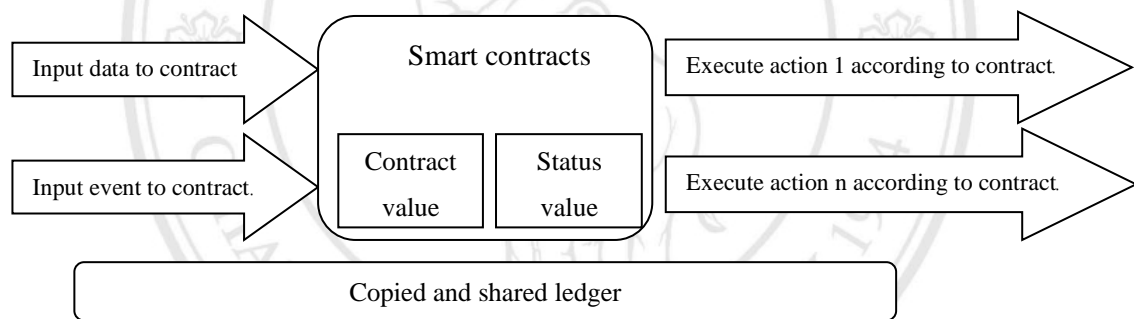 Input data to contract
Smart contracts
Execute action 1 according to contract.
Input event to contract.
Contract
value
Status
value
Execute action n according to contract.
Copied and shared ledger